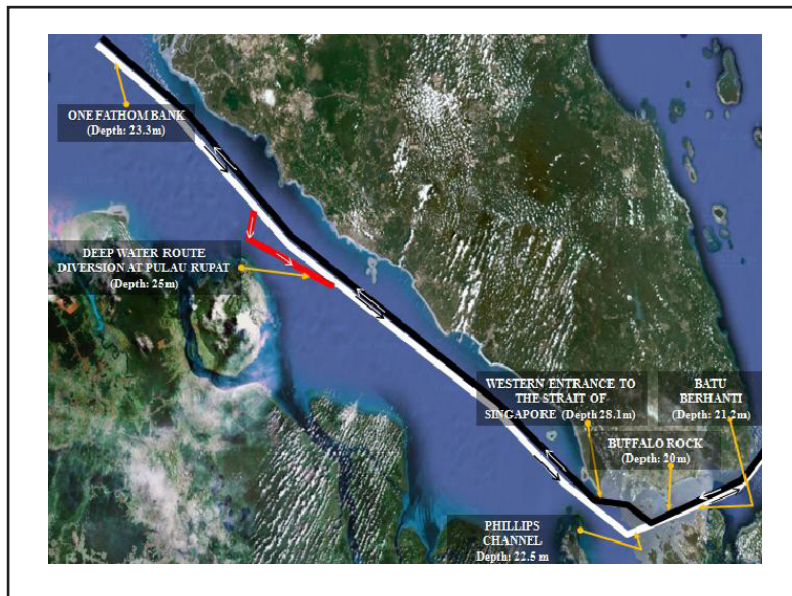 ONE FATHOM BANK
(Depth: 23.3m)
DEEP WATER ROUTE
DIVERSION AT PULAU RUPAT
(Depth: 25m)
WESTERN ENTRANCE TO
THE STRAIT OF
SINGAPORE (Depth 28.1m)
BATU
BERHANTI
(Depth: 21.2m)
BUFFALO ROCK
(Depth: 20m)
PHILLIPS
CHANNEL
Depth: 22.5 m